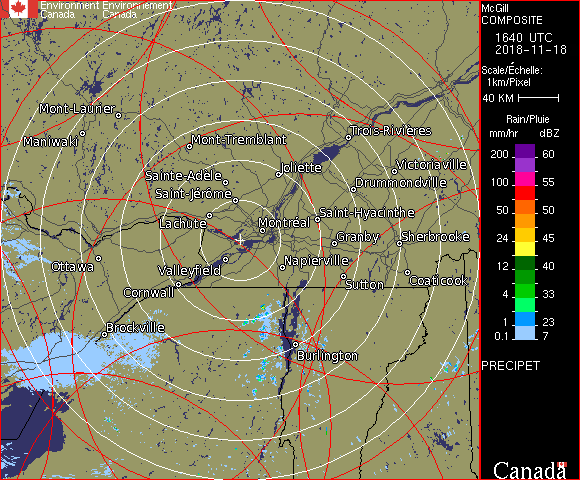 Environment Environnement
Canada Canada
McGill
COMPOSITE
1640 UTC
2018-11-18
Scale/Échelle:
1km/Pixel
40 KM
Rain/Pluie
mm/hr dBZ
200 60
100 55
50 50
24 45
12 40
4 33
1 23
0.1 7
PRECIPET
Canada
Mont-Laurier
Maniwaki
Mont-Tremblant
Trois-Rivières
Sainte-Adèle
Joliette
Victoriaville
Saint-Jérôme
Drummondville
Lachute
Montréal
Saint-Hyacinthe
Granby
Sherbrooke
Ottawa
Valleyfield
Napierville
Cornwall
Sutton
Coaticook
Brockville
Burlington